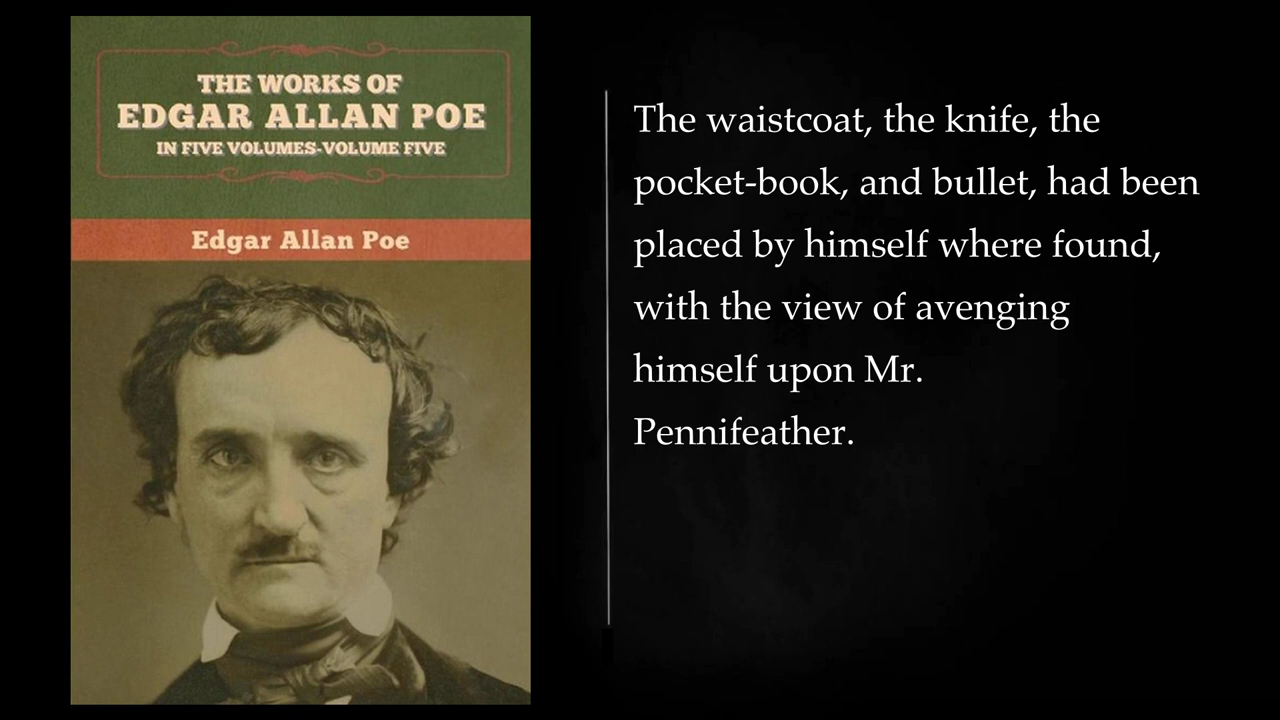 THE WORKS OF
EDGAR ALLAN POE
IN FIVE VOLUMES-VOLUME FIVE
Edgar Allan Poe
The waistcoat, the knife, the
pocket-book, and bullet, had been
placed by himself where found,
with the view of avenging
himself upon Mr.
Pennifeather.